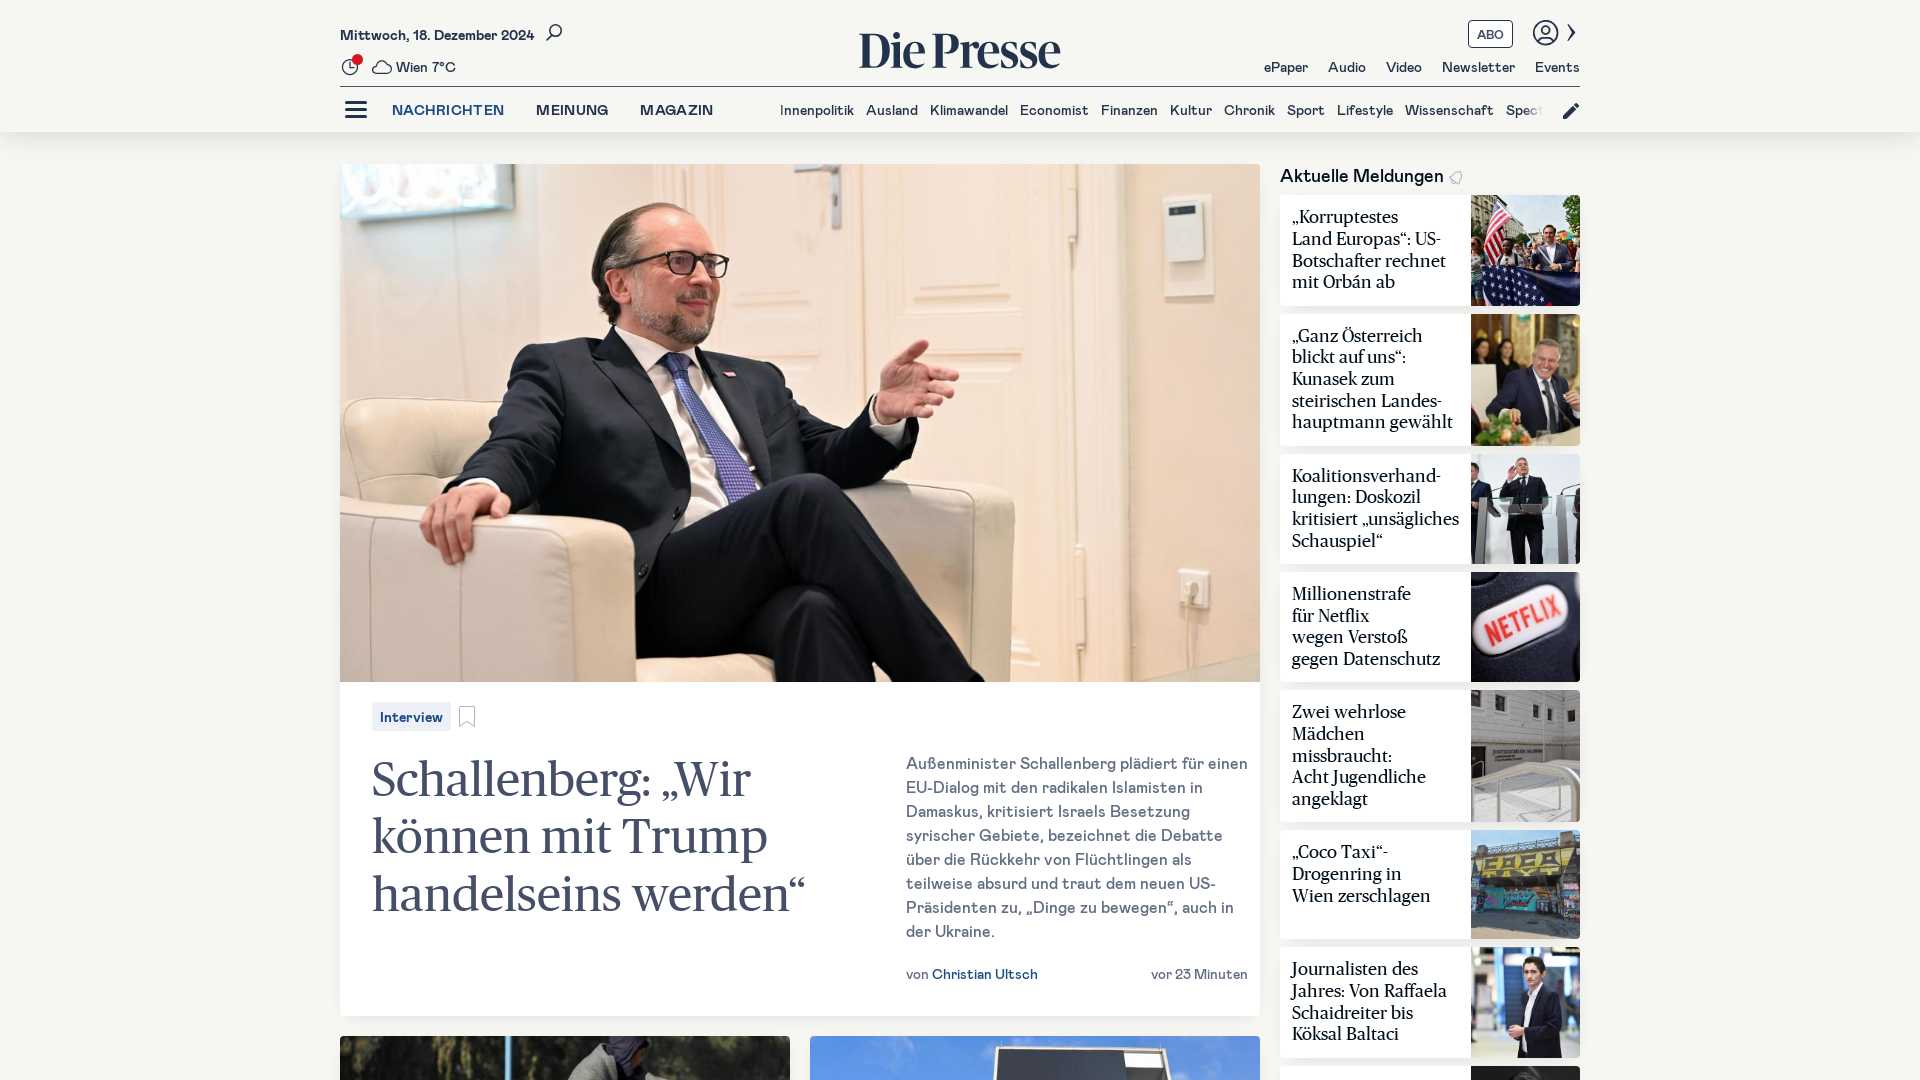 Mittwoch, 18. Dezember 2024
Wien 7°C
Die Presse
ABO
ePaper Audio Video Newsletter Events
NACHRICHTEN MEINUNG MAGAZIN
Innenpolitik Ausland Klimawandel Economist Finanzen Kultur Chronik Sport Lifestyle Wissenschaft Spect
Interview
Schallenberg: „Wir
können mit Trump
handelseins werden“
Außenminister Schallenberg plädiert für einen
EU-Dialog mit den radikalen Islamisten in
Damaskus, kritisiert Israels Besetzung
syrischer Gebiete, bezeichnet die Debatte
über die Rückkehr von Flüchtlingen als
teilweise absurd und traut dem neuen US-
Präsidenten zu, „Dinge zu bewegen“, auch in
der Ukraine.
von Christian Ultsch
vor 23 Minuten
Aktuelle Meldungen
„Korruptestes
Land Europas“: US-
Botschafter rechnet
mit Orbán ab
„Ganz Österreich
blickt auf uns“:
Kunasek zum
steirischen Landes-
hauptmann gewählt
Koalitionsverhand-
lungen: Doskozil
kritisiert „unsägliches
Schauspiel“
Millionenstrafe
für Netflix
wegen Verstoß
gegen Datenschutz
NETFLIX
Zwei wehrlose
Mädchen
missbraucht:
Acht Jugendliche
angeklagt
„Coco Taxi“-
Drogenring in
Wien zerschlagen
COCO
TAXI
Journalisten des
Jahres: Von Raffaela
Schaidreiter bis
Köksal Baltaci